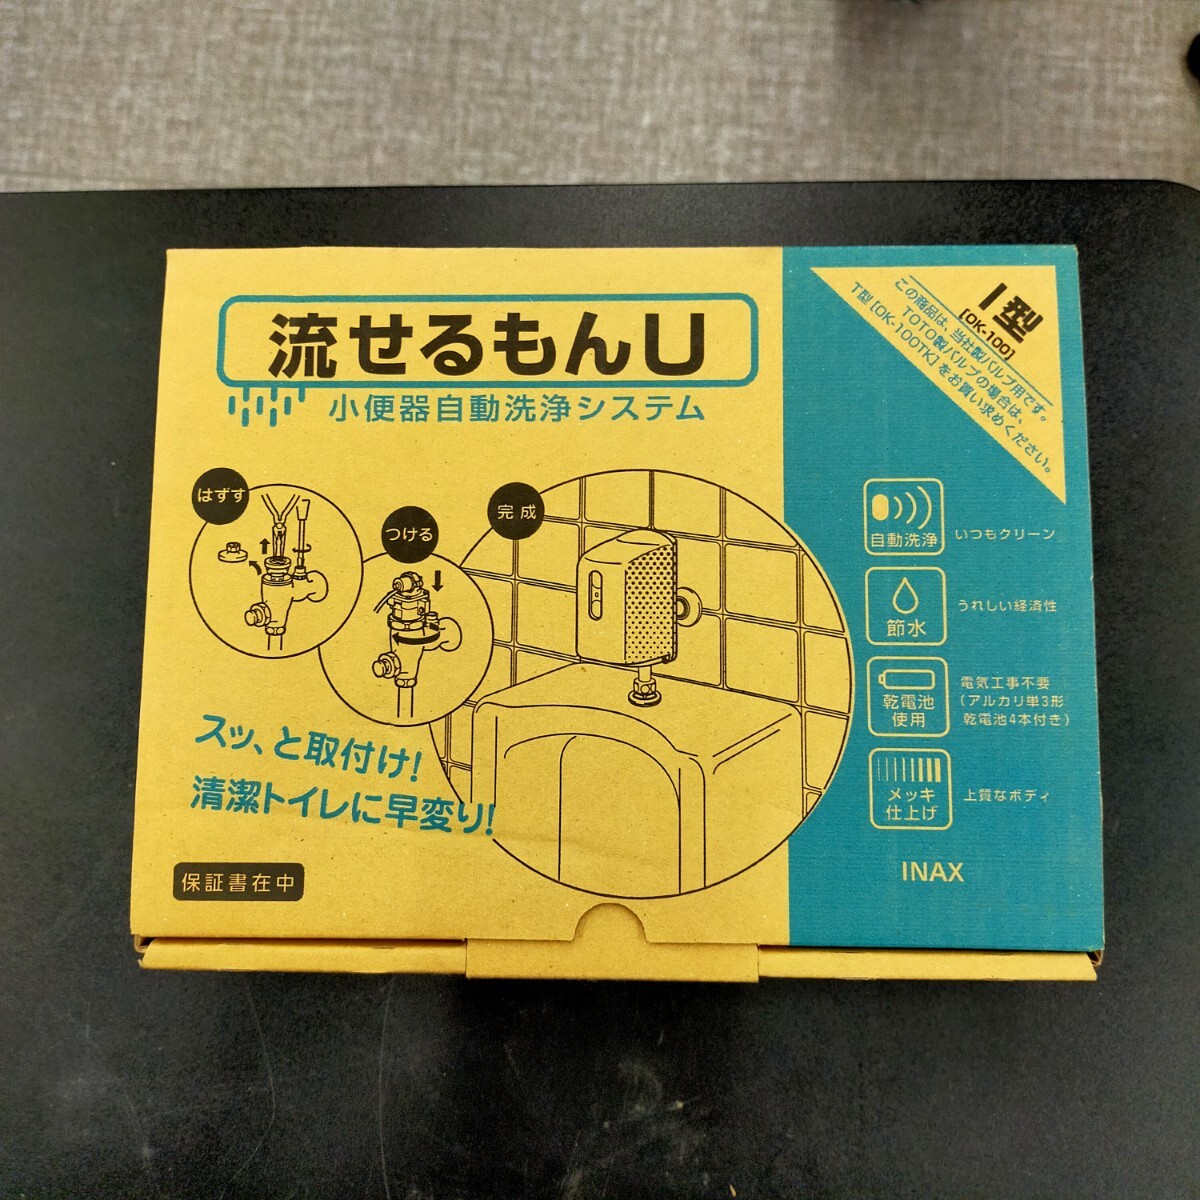 流せるもんU
小便器自動洗浄システム
I型
[OK-100]
この商品は、当社製バルブ用です。
TOTO製バルブの場合は、
T型[OK-100TK]をお買い求めください。
はずす
つける
完成
自動洗浄
いつもクリーン
節水
うれしい経済性
乾電池
使用
電気工事不要
(アルカリ単3形
乾電池4本付き)
メッキ
仕上げ
上質なボディ
スッ、と取付け!
清潔トイレに早変り!
保証書在中
INAX